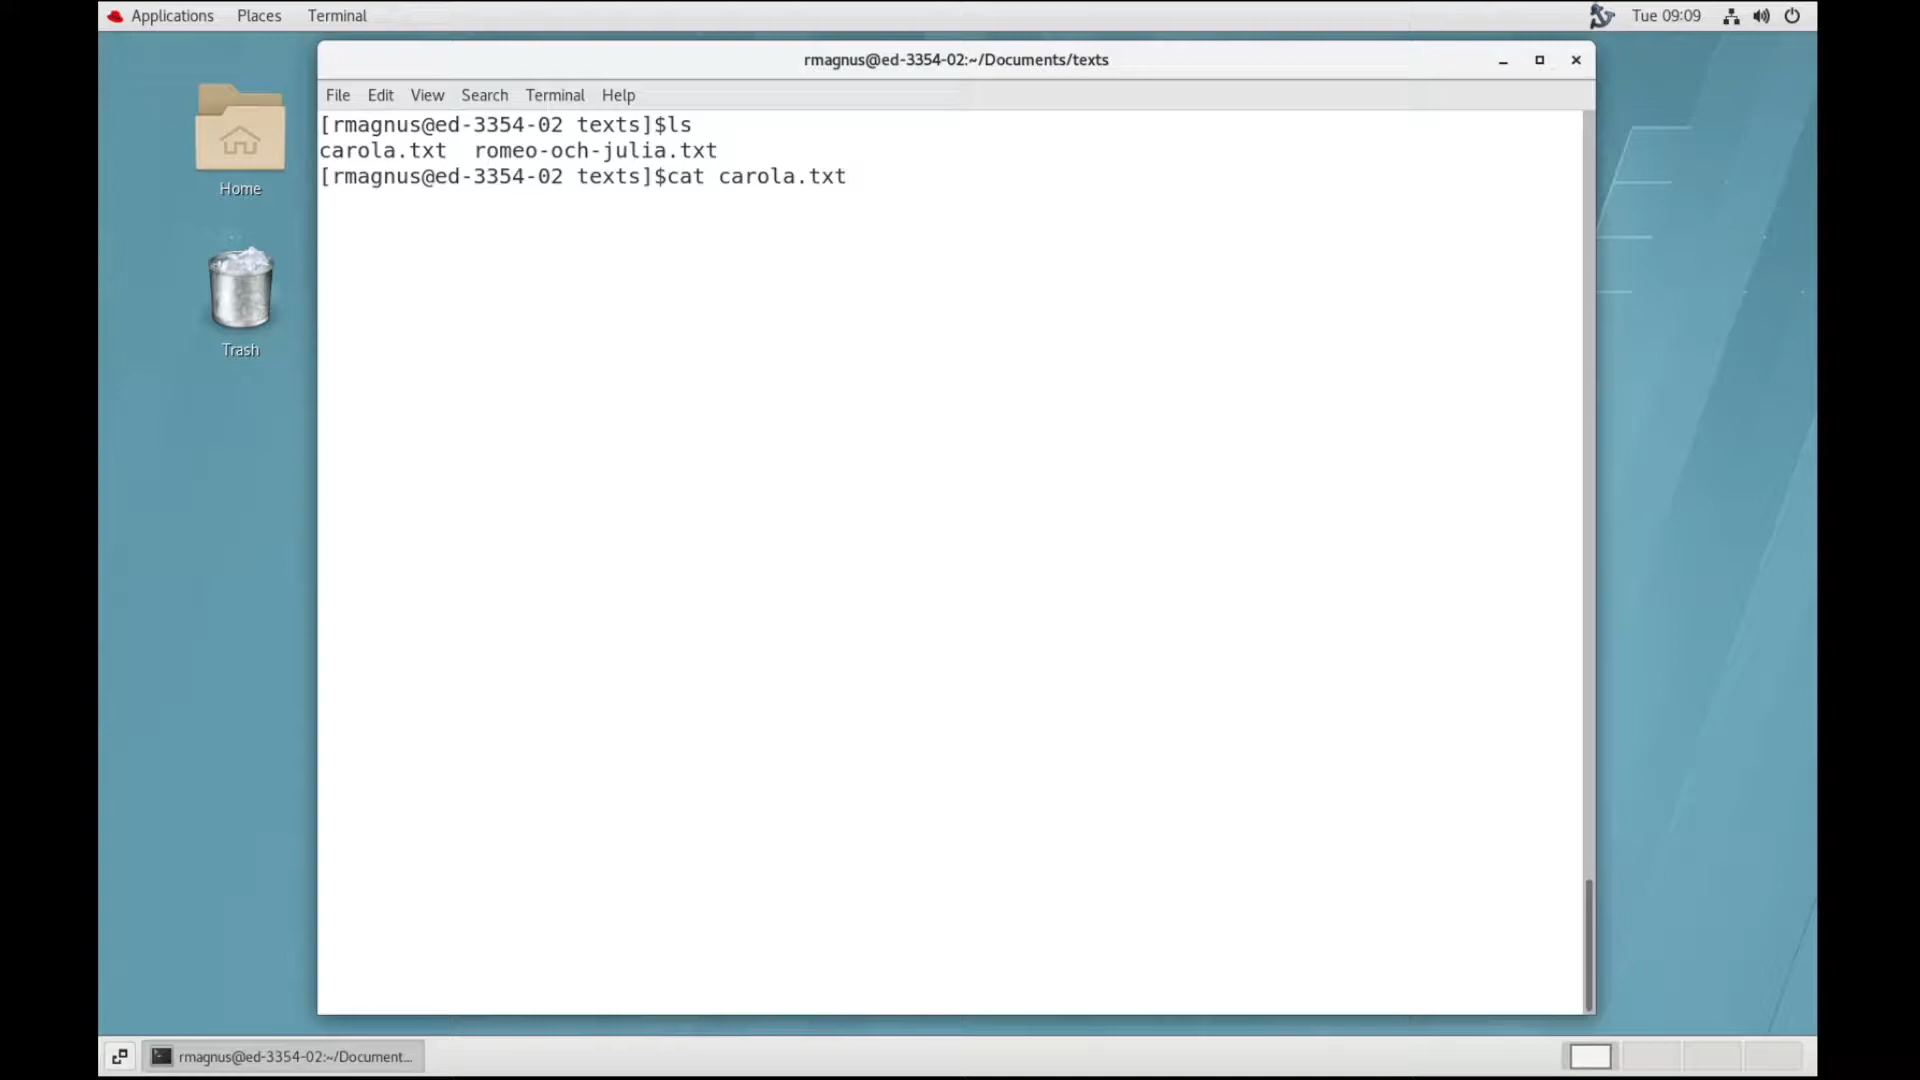 Applications Places Terminal Tue 09:09
rmagnus@ed-3354-02:~/Documents/texts
File Edit View Search Terminal Help
[rmagnus@ed-3354-02 texts]$ls
carola.txt  romeo-och-julia.txt
[rmagnus@ed-3354-02 texts]$cat carola.txt
Home
Trash
rmagnus@ed-3354-02:~/Document...